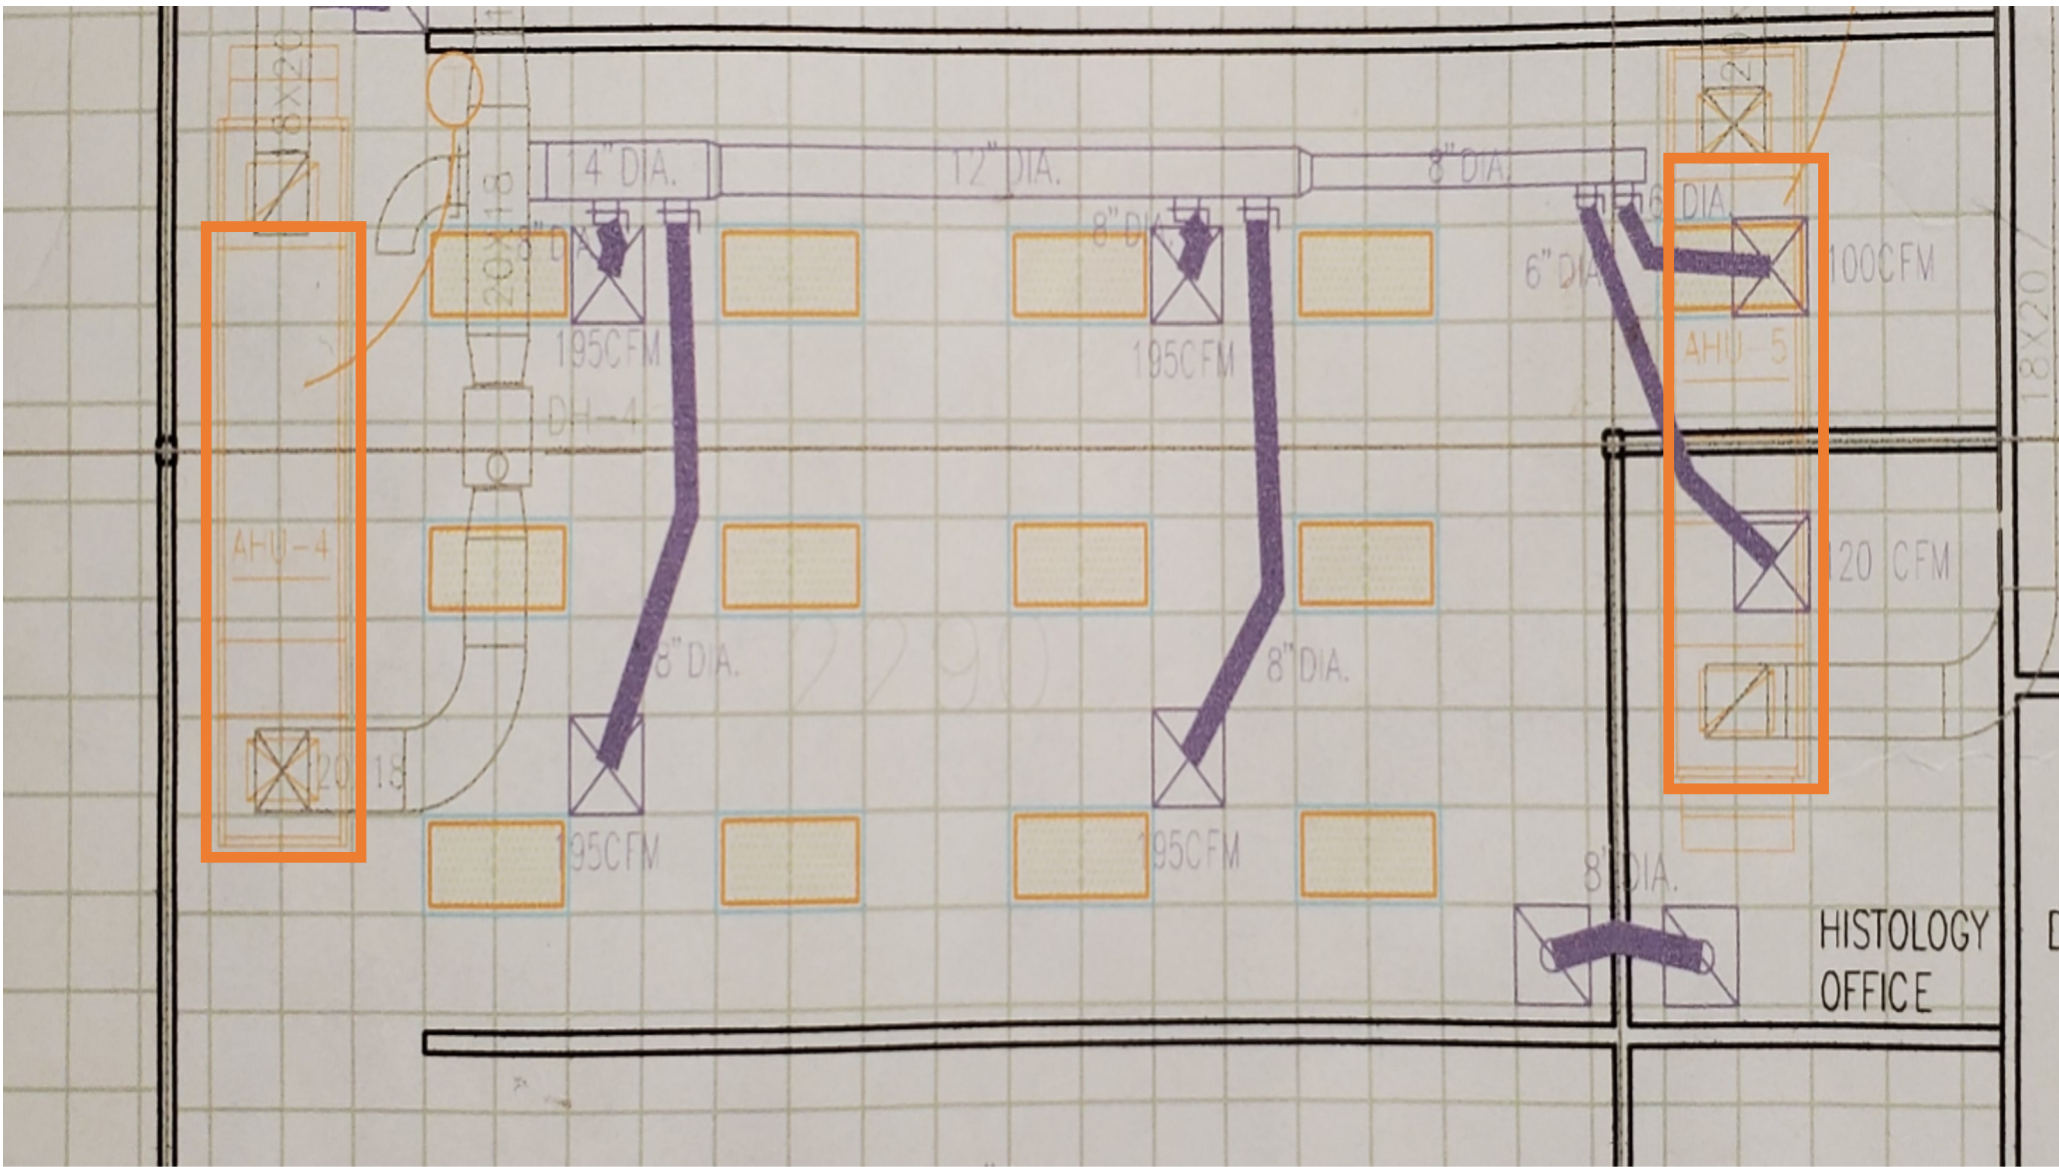 20X18
14" DIA.
12" DIA.
8" DIA.
6" DIA.
8" DIA.
8" DIA.
6" DIA.
100CFM
195CFM
195CFM
AHU-5
18X20
DH-4
AHU-4
120 CFM
8" DIA.
2290
8" DIA.
20X18
195CFM
195CFM
8" DIA.
HISTOLOGY
OFFICE